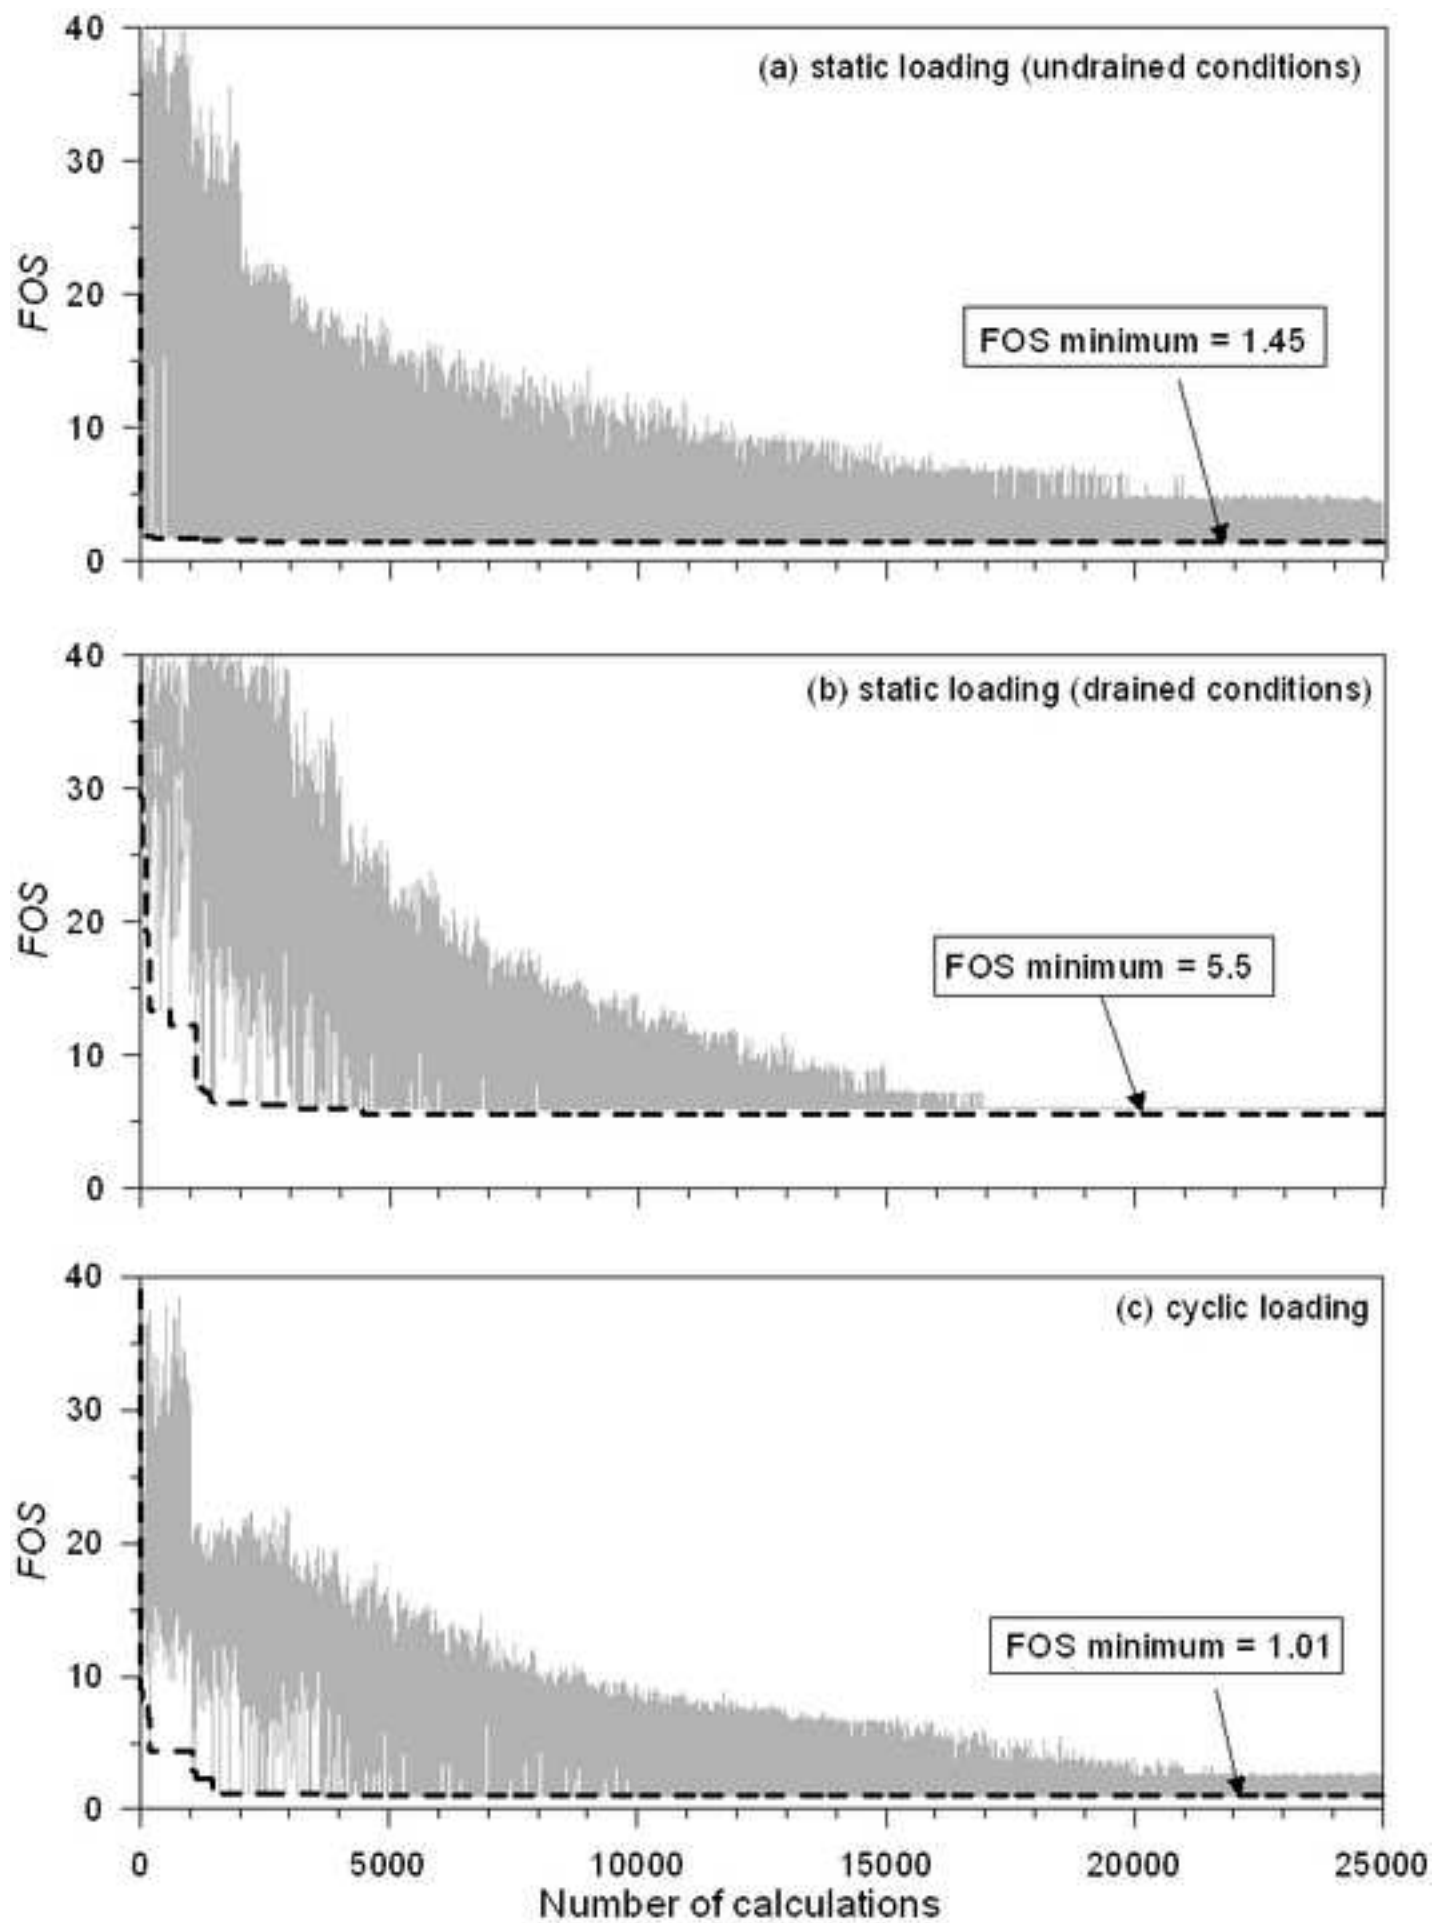 40
(a) static loading (undrained conditions)
30
FOS
20
FOS minimum = 1.45
10
0
40
(b) static loading (drained conditions)
30
FOS
20
FOS minimum = 5.5
10
0
40
(c) cyclic loading
30
FOS
20
FOS minimum = 1.01
10
0
0 5000 10000 15000 20000 25000
Number of calculations